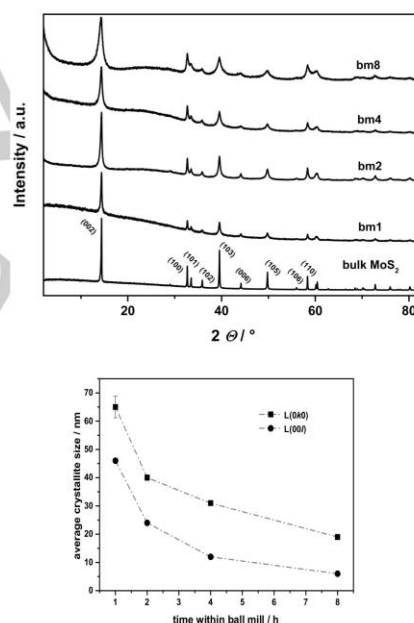 Intensity / a.u.
bm8
bm4
bm2
bm1
bulk MoS₂
(002)
(100)
(101)
(102)
(103)
(006)
(105)
(106)
(110)
20
40
60
80
2 Θ / °
average crystallite size / nm
70
60
50
40
30
20
10
0
L(0k0)
L(00l)
1
2
3
4
5
6
7
8
time within ball mill / h